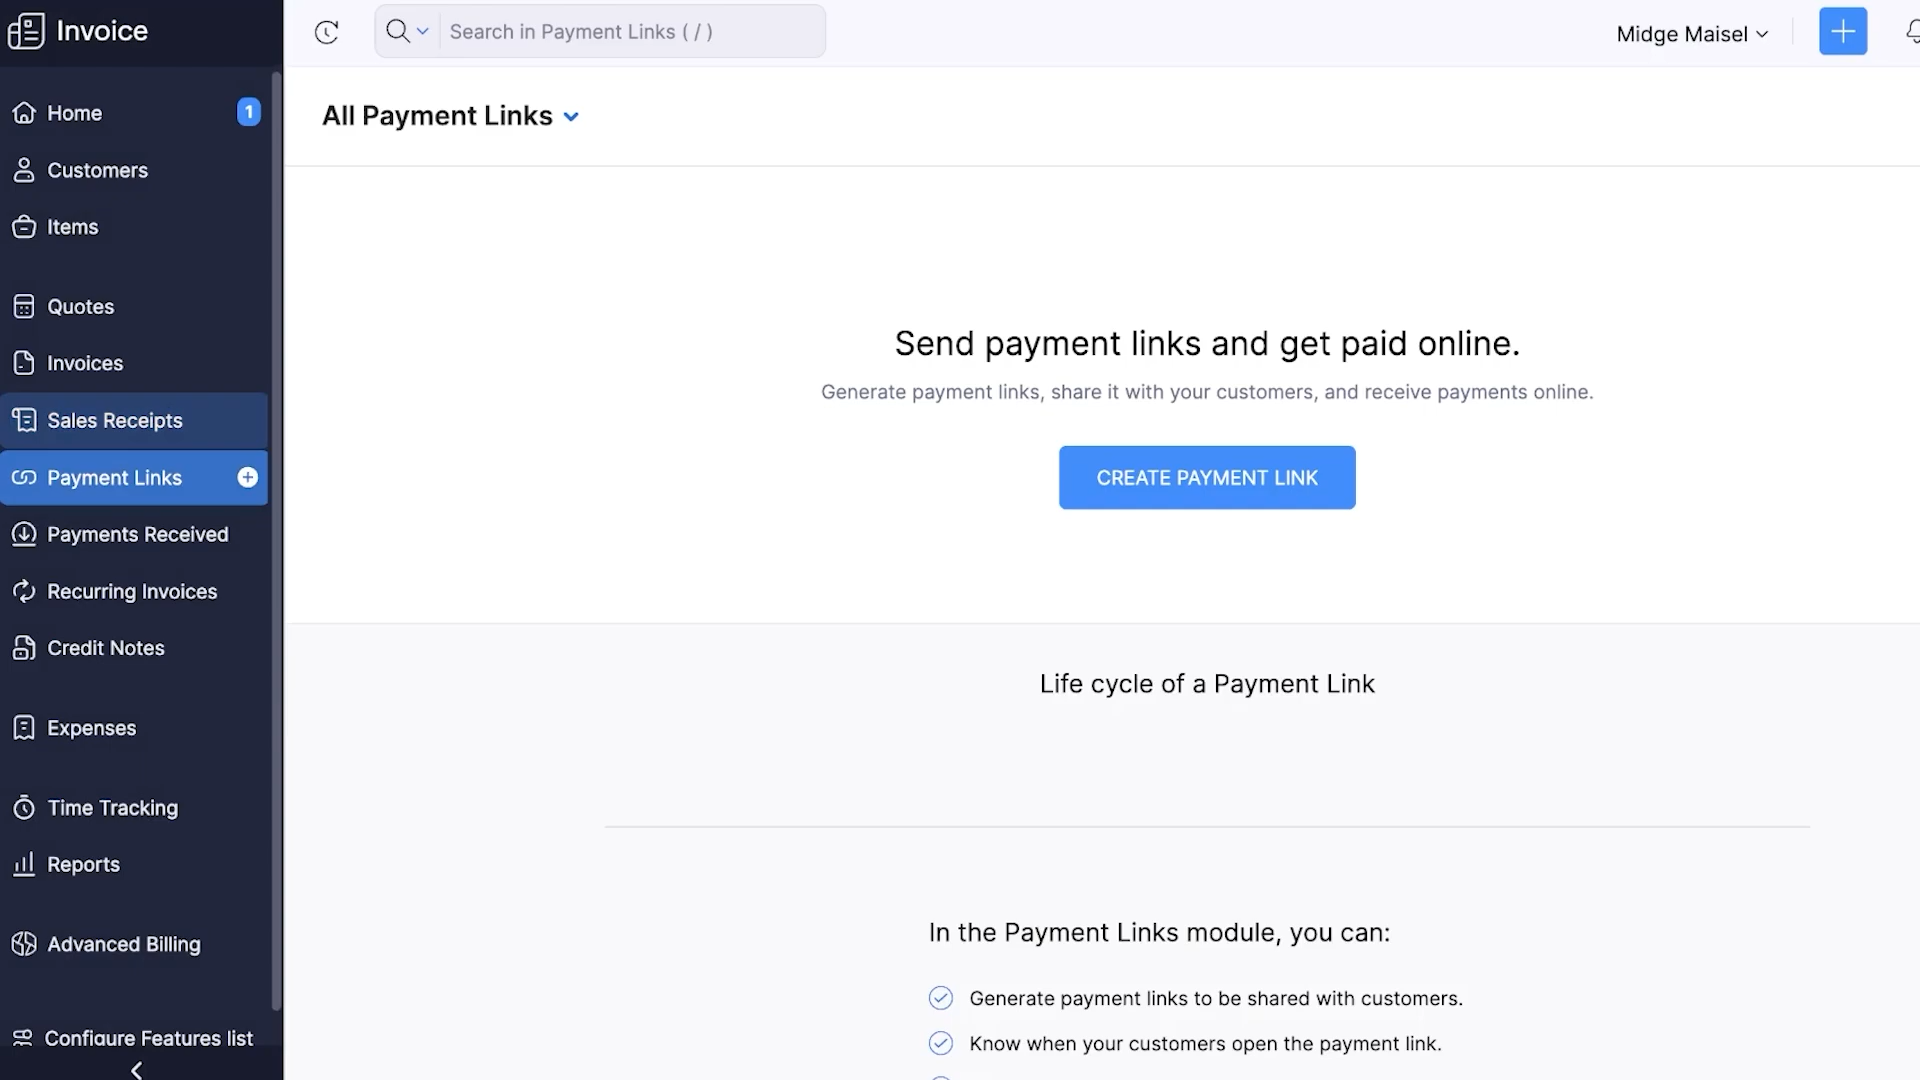 Invoice
Search in Payment Links ( / )
Midge Maisel
Home
1
Customers
Items
Quotes
Invoices
Sales Receipts
Payment Links
Payments Received
Recurring Invoices
Credit Notes
Expenses
Time Tracking
Reports
Advanced Billing
Configure Features list
All Payment Links
Send payment links and get paid online.
Generate payment links, share it with your customers, and receive payments online.
CREATE PAYMENT LINK
Life cycle of a Payment Link
In the Payment Links module, you can:
Generate payment links to be shared with customers.
Know when your customers open the payment link.